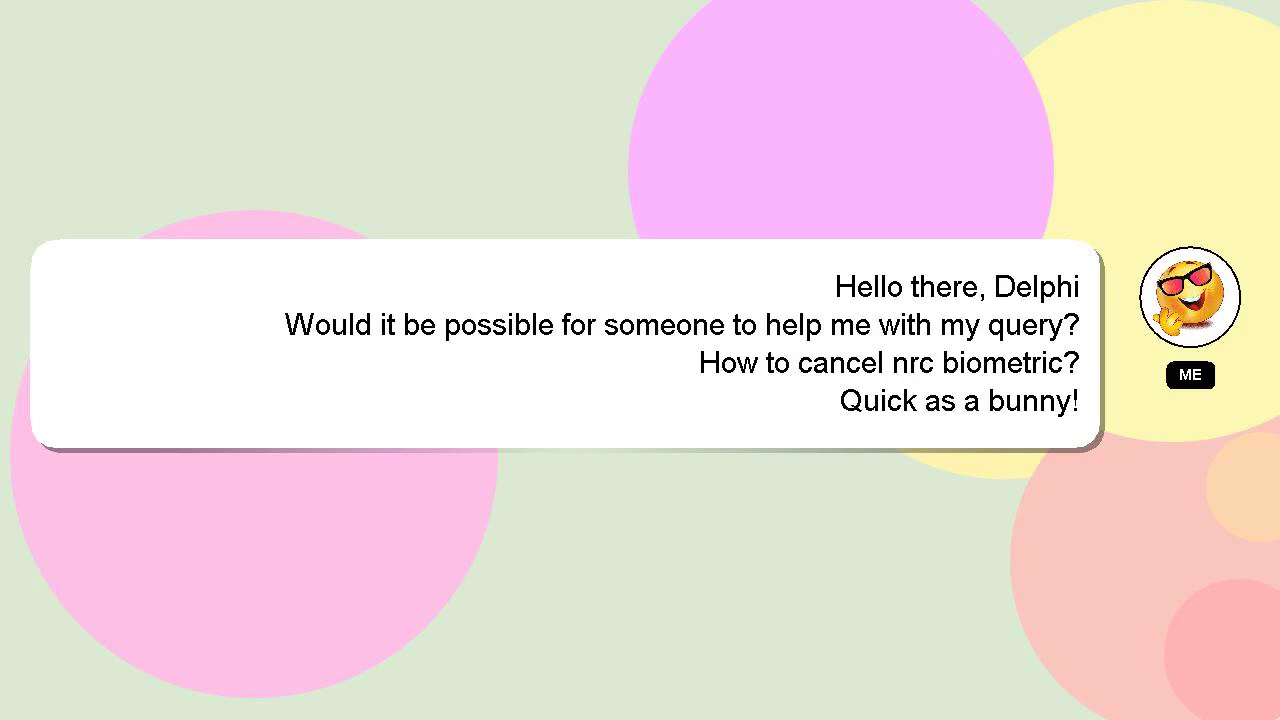 Hello there, Delphi
Would it be possible for someone to help me with my query?
How to cancel nrc biometric?
Quick as a bunny!
ME